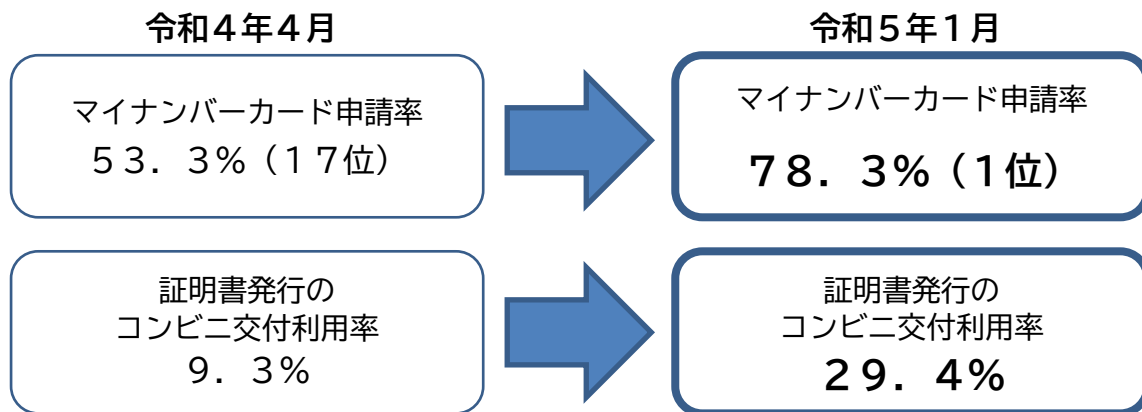 令和４年４月
令和５年１月
マイナンバーカード申請率
５３．３％（１７位）
マイナンバーカード申請率
７８．３％（１位）
証明書発行の
コンビニ交付利用率
９．３％
証明書発行の
コンビニ交付利用率
２９．４％